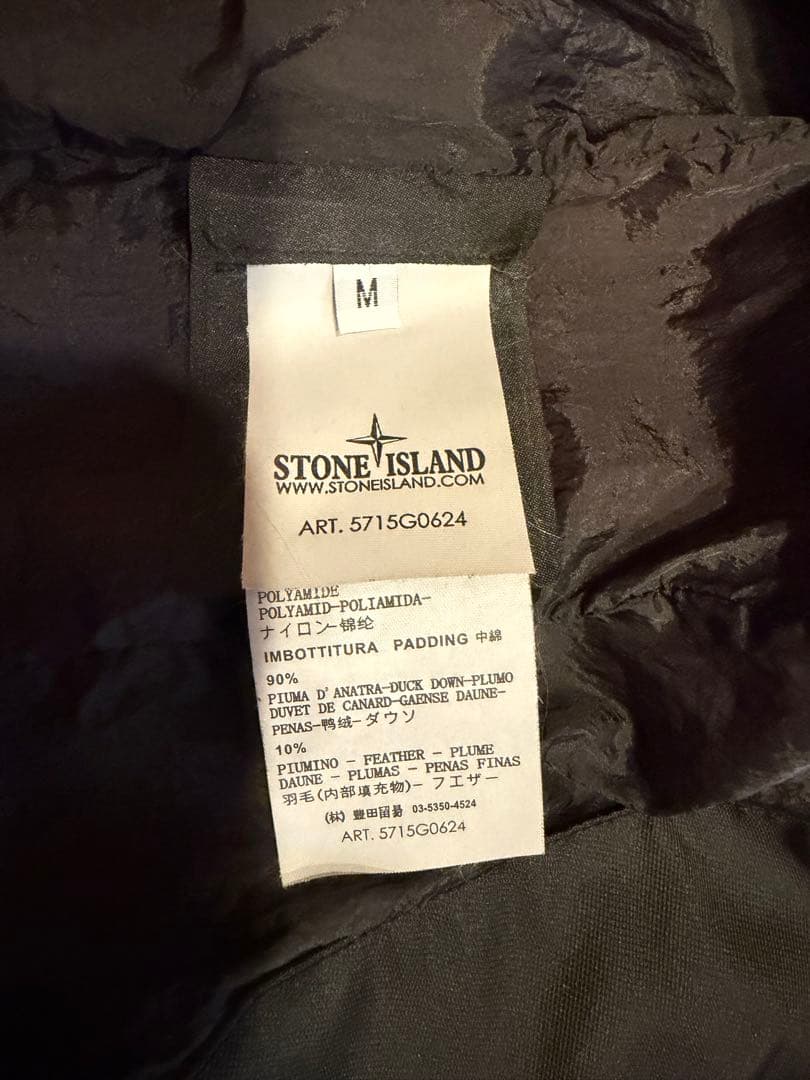 M
STONE ISLAND
WWW.STONEISLAND.COM
ART. 5715G0624
POLYAMIDE
POLYAMID-POLIAMIDA-
ナイロン-锦纶
IMBOTTITURA PADDING 中綿
90%
PIUMA D'ANATRA-DUCK DOWN-PLUMO
DUVET DE CANARD-GAENSE DAUNE-
PENAS-鸭绒-ダウソ
10%
PIUMINO - FEATHER - PLUME
DAUNE - PLUMAS - PENAS FINAS
羽毛(内部填充物)- フエザー
(株) 豊田貿易 03-5350-4524
ART. 5715G0624